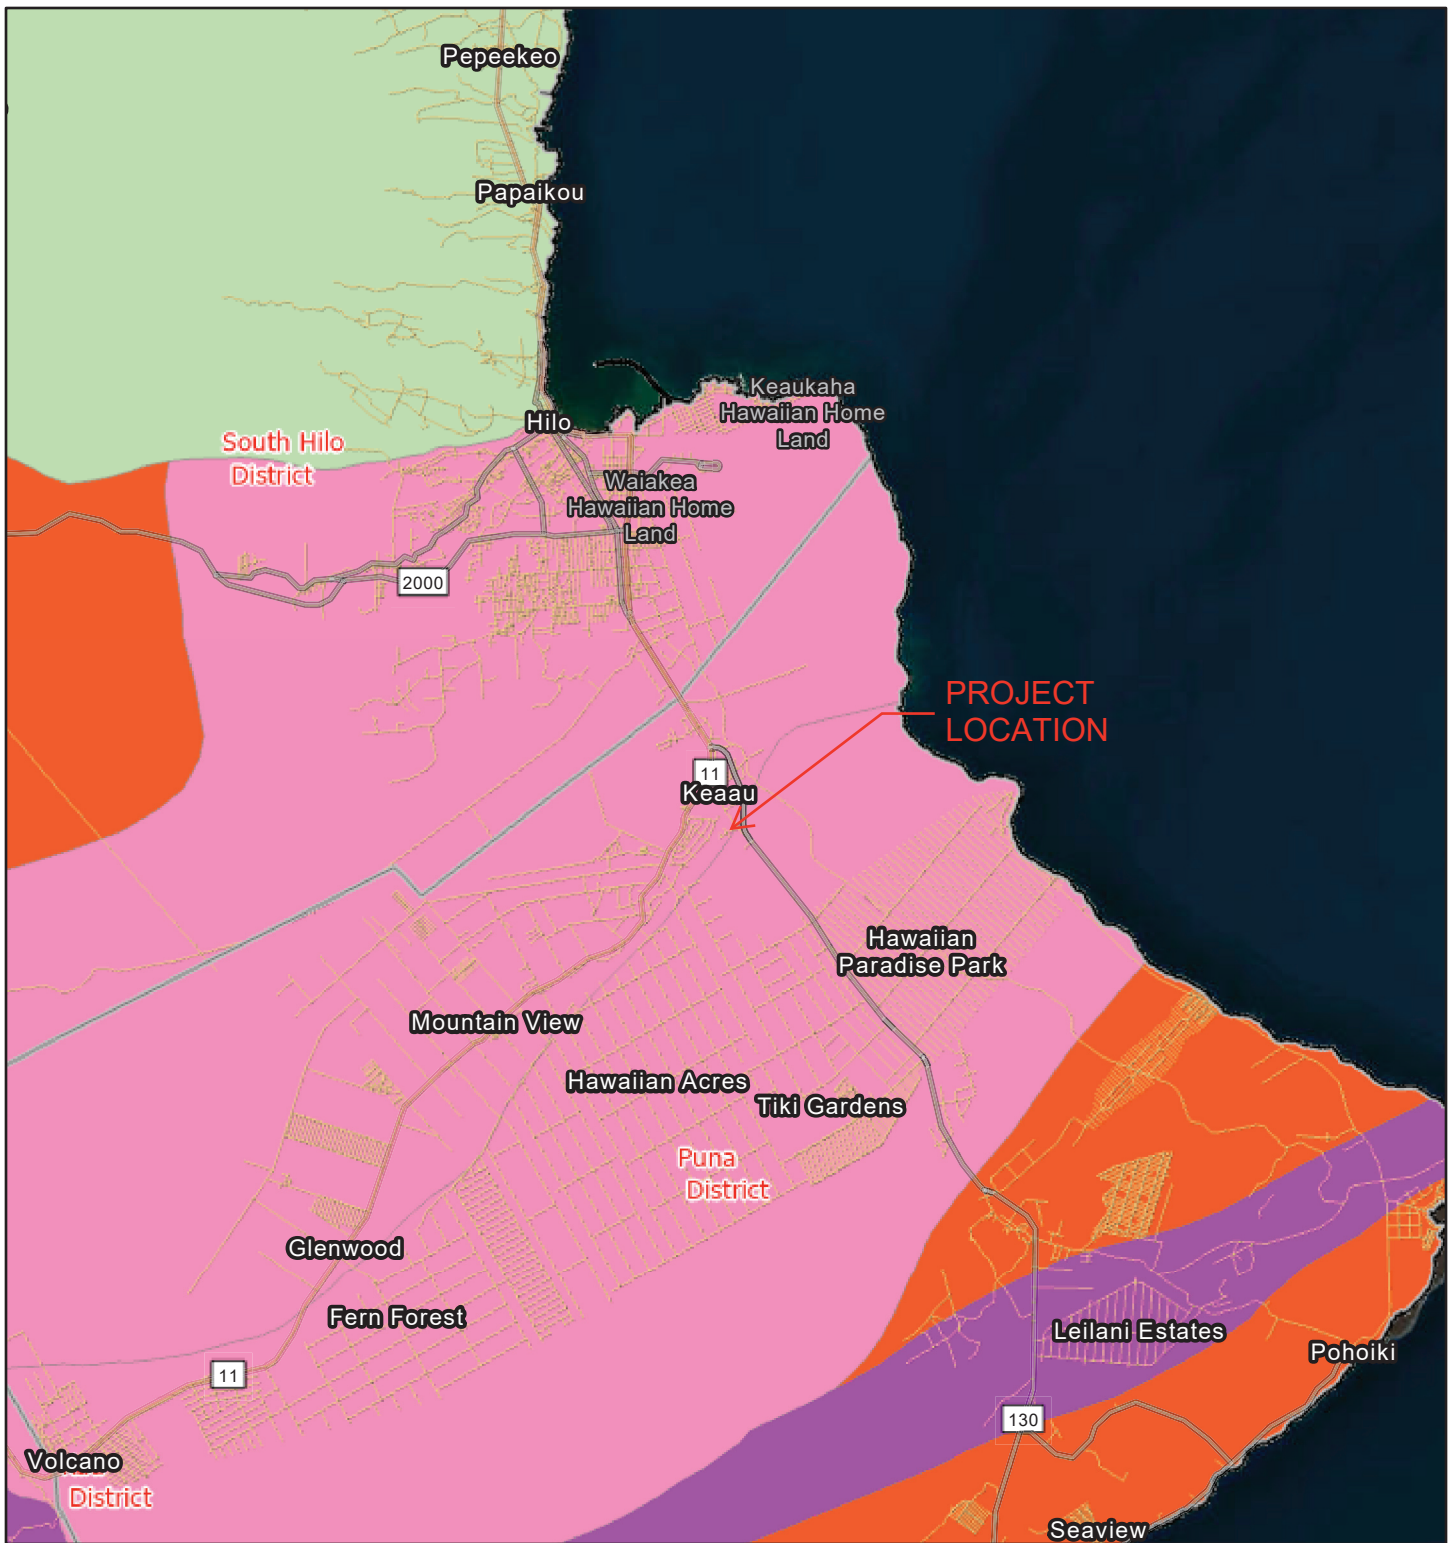 Pepeekeo
Papaikou
Keaukaha
Hawaiian Home
Land
Hilo
South Hilo
District
Waiakea
Hawaiian Home
Land
2000
PROJECT
LOCATION
11
Keaau
Hawaiian
Paradise Park
Mountain View
Hawaiian Acres
Tiki Gardens
Puna
District
Glenwood
Fern Forest
Leilani Estates
Pohoiki
11
130
Volcano
District
Seaview